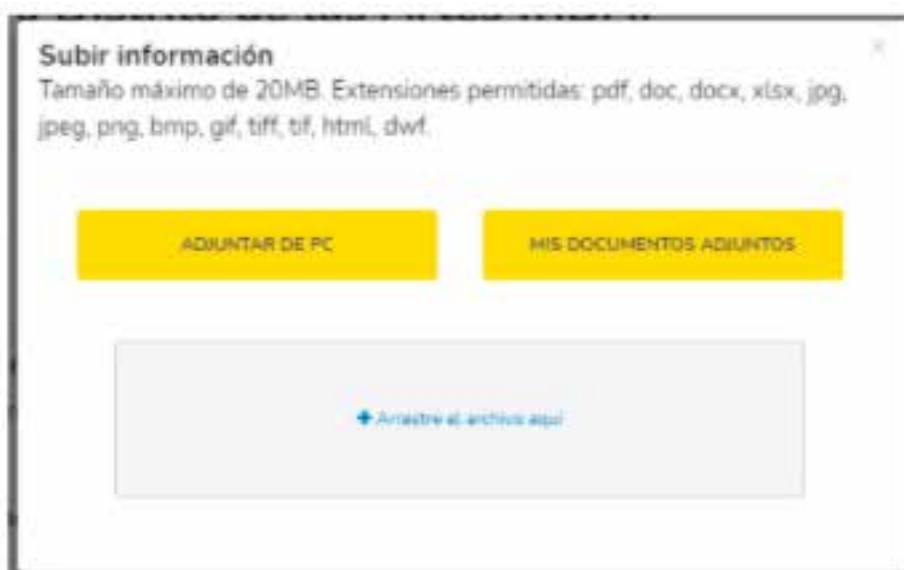 Subir información
Tamaño máximo de 20MB. Extensiones permitidas: pdf, doc, docx, xlsx, jpg,
jpeg, png, bmp, gif, tiff, tif, html, dwf.
ADJUNTAR DE PC
MIS DOCUMENTOS ADJUNTOS
Arrastre el archivo aquí